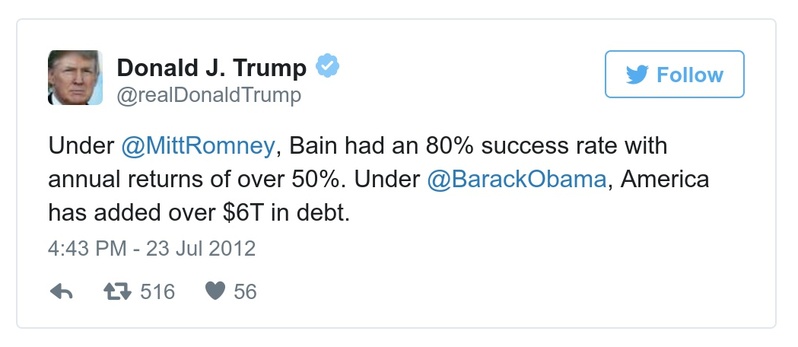 Donald J. Trump
@realDonaldTrump
Follow
Under @MittRomney, Bain had an 80% success rate with
annual returns of over 50%. Under @BarackObama, America
has added over $6T in debt.
4:43 PM - 23 Jul 2012
516 56